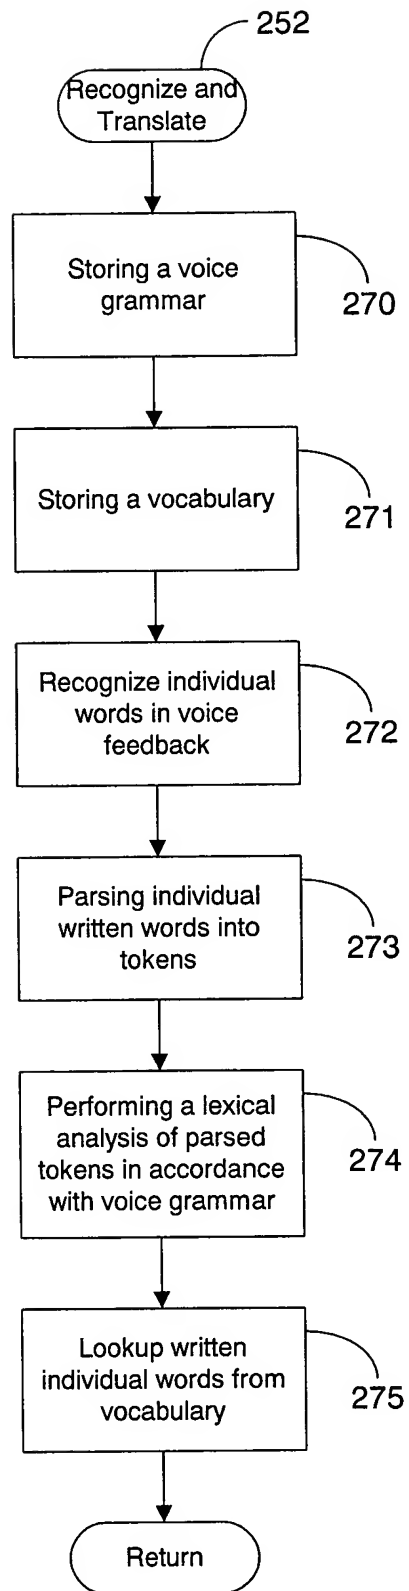 252
Recognize and
Translate
Storing a voice
grammar
270
Storing a vocabulary
271
Recognize individual
words in voice
feedback
272
Parsing individual
written words into
tokens
273
Performing a lexical
analysis of parsed
tokens in accordance
with voice grammar
274
Lookup written
individual words from
vocabulary
275
Return